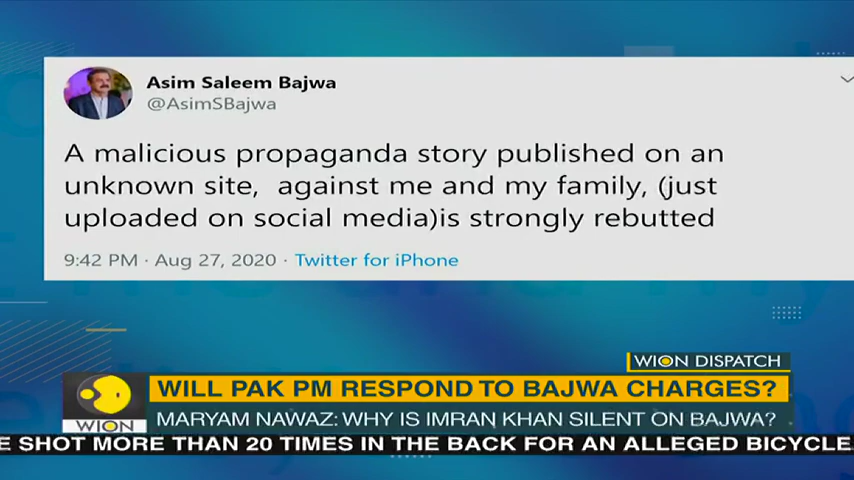 Asim Saleem Bajwa
@AsimSBajwa
A malicious propaganda story published on an
unknown site,  against me and my family, (just
uploaded on social media)is strongly rebutted
9:42 PM · Aug 27, 2020 · Twitter for iPhone
WION DISPATCH
WILL PAK PM RESPOND TO BAJWA CHARGES?
WION
MARYAM NAWAZ: WHY IS IMRAN KHAN SILENT ON BAJWA?
E SHOT MORE THAN 20 TIMES IN THE BACK FOR AN ALLEGED BICYCLE